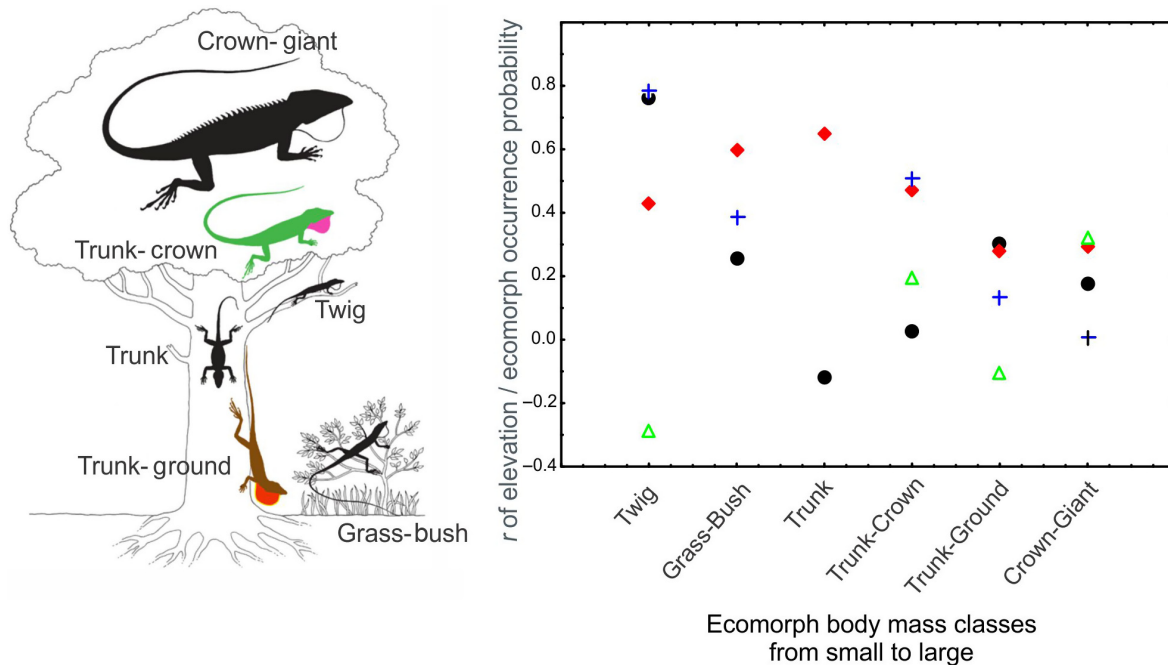 Crown- giant
Trunk- crown
Twig
Trunk
Trunk- ground
Grass- bush
r of elevation / ecomorph occurrence probability
0.8
0.6
0.4
0.2
0.0
–0.2
–0.4
Twig
Grass-Bush
Trunk
Trunk-Crown
Trunk-Ground
Crown-Giant
Ecomorph body mass classes
from small to large